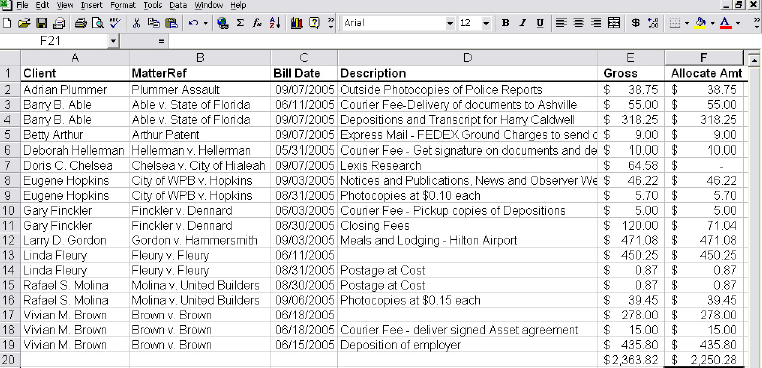 File Edit View Insert Format Tools Data Window Help
Arial 12 B I U $
F21 =
A B C D E F
1 Client MatterRef Bill Date Description Gross Allocate Amt
2 Adrian Plummer Plummer Assault 09/07/2005 Outside Photocopies of Police Reports $ 38.75 $ 38.75
3 Barry B. Able Able v. State of Florida 06/11/2005 Courier Fee-Delivery of documents to Ashville $ 55.00 $ 55.00
4 Barry B. Able Able v. State of Florida 09/07/2005 Depositions and Transcript for Harry Caldwell $ 318.25 $ 318.25
5 Betty Arthur Arthur Patent 09/07/2005 Express Mail - FEDEX Ground Charges to send $ 9.00 $ 9.00
6 Deborah Helleman Helleman v. Hellerman 05/31/2005 Courier Fee - Get signature on documents and de $ 10.00 $ 10.00
7 Doris C. Chelsea Chelsea v. City of Hialeah 09/07/2005 Lexis Research $ 64.58 $ -
8 Eugene Hopkins City of WPB v. Hopkins 09/03/2005 Notices and Publications, News and Observer We $ 46.22 $ 46.22
9 Eugene Hopkins City of WPB v. Hopkins 08/31/2005 Photocopies at $0.10 each $ 5.70 $ 5.70
10 Gary Finckler Finckler v. Dennard 06/03/2005 Courier Fee - Pickup copies of Depositions $ 5.00 $ 5.00
11 Gary Finckler Finckler v. Dennard 08/30/2005 Closing Fees $ 120.00 $ 71.04
12 Larry D. Gordon Gordon v. Hammersmith 09/03/2005 Meals and Lodging - Hilton Airport $ 471.08 $ 471.08
13 Linda Fleury Fleury v. Fleury 06/11/2005 $ 450.25 $ 450.25
14 Linda Fleury Fleury v. Fleury 08/31/2005 Postage at Cost $ 0.87 $ 0.87
15 Rafael S. Molina Molina v. United Builders 08/30/2005 Postage at Cost $ 0.87 $ 0.87
16 Rafael S. Molina Molina v. United Builders 09/06/2005 Photocopies at $0.15 each $ 39.45 $ 39.45
17 Vivian M. Brown Brown v. Brown 06/18/2005 $ 278.00 $ 278.00
18 Vivian M. Brown Brown v. Brown 06/18/2005 Courier Fee - deliver signed Asset agreement $ 15.00 $ 15.00
19 Vivian M. Brown Brown v. Brown 06/15/2005 Deposition of employer $ 435.80 $ 435.80
20 $2,363.82 $ 2,250.28